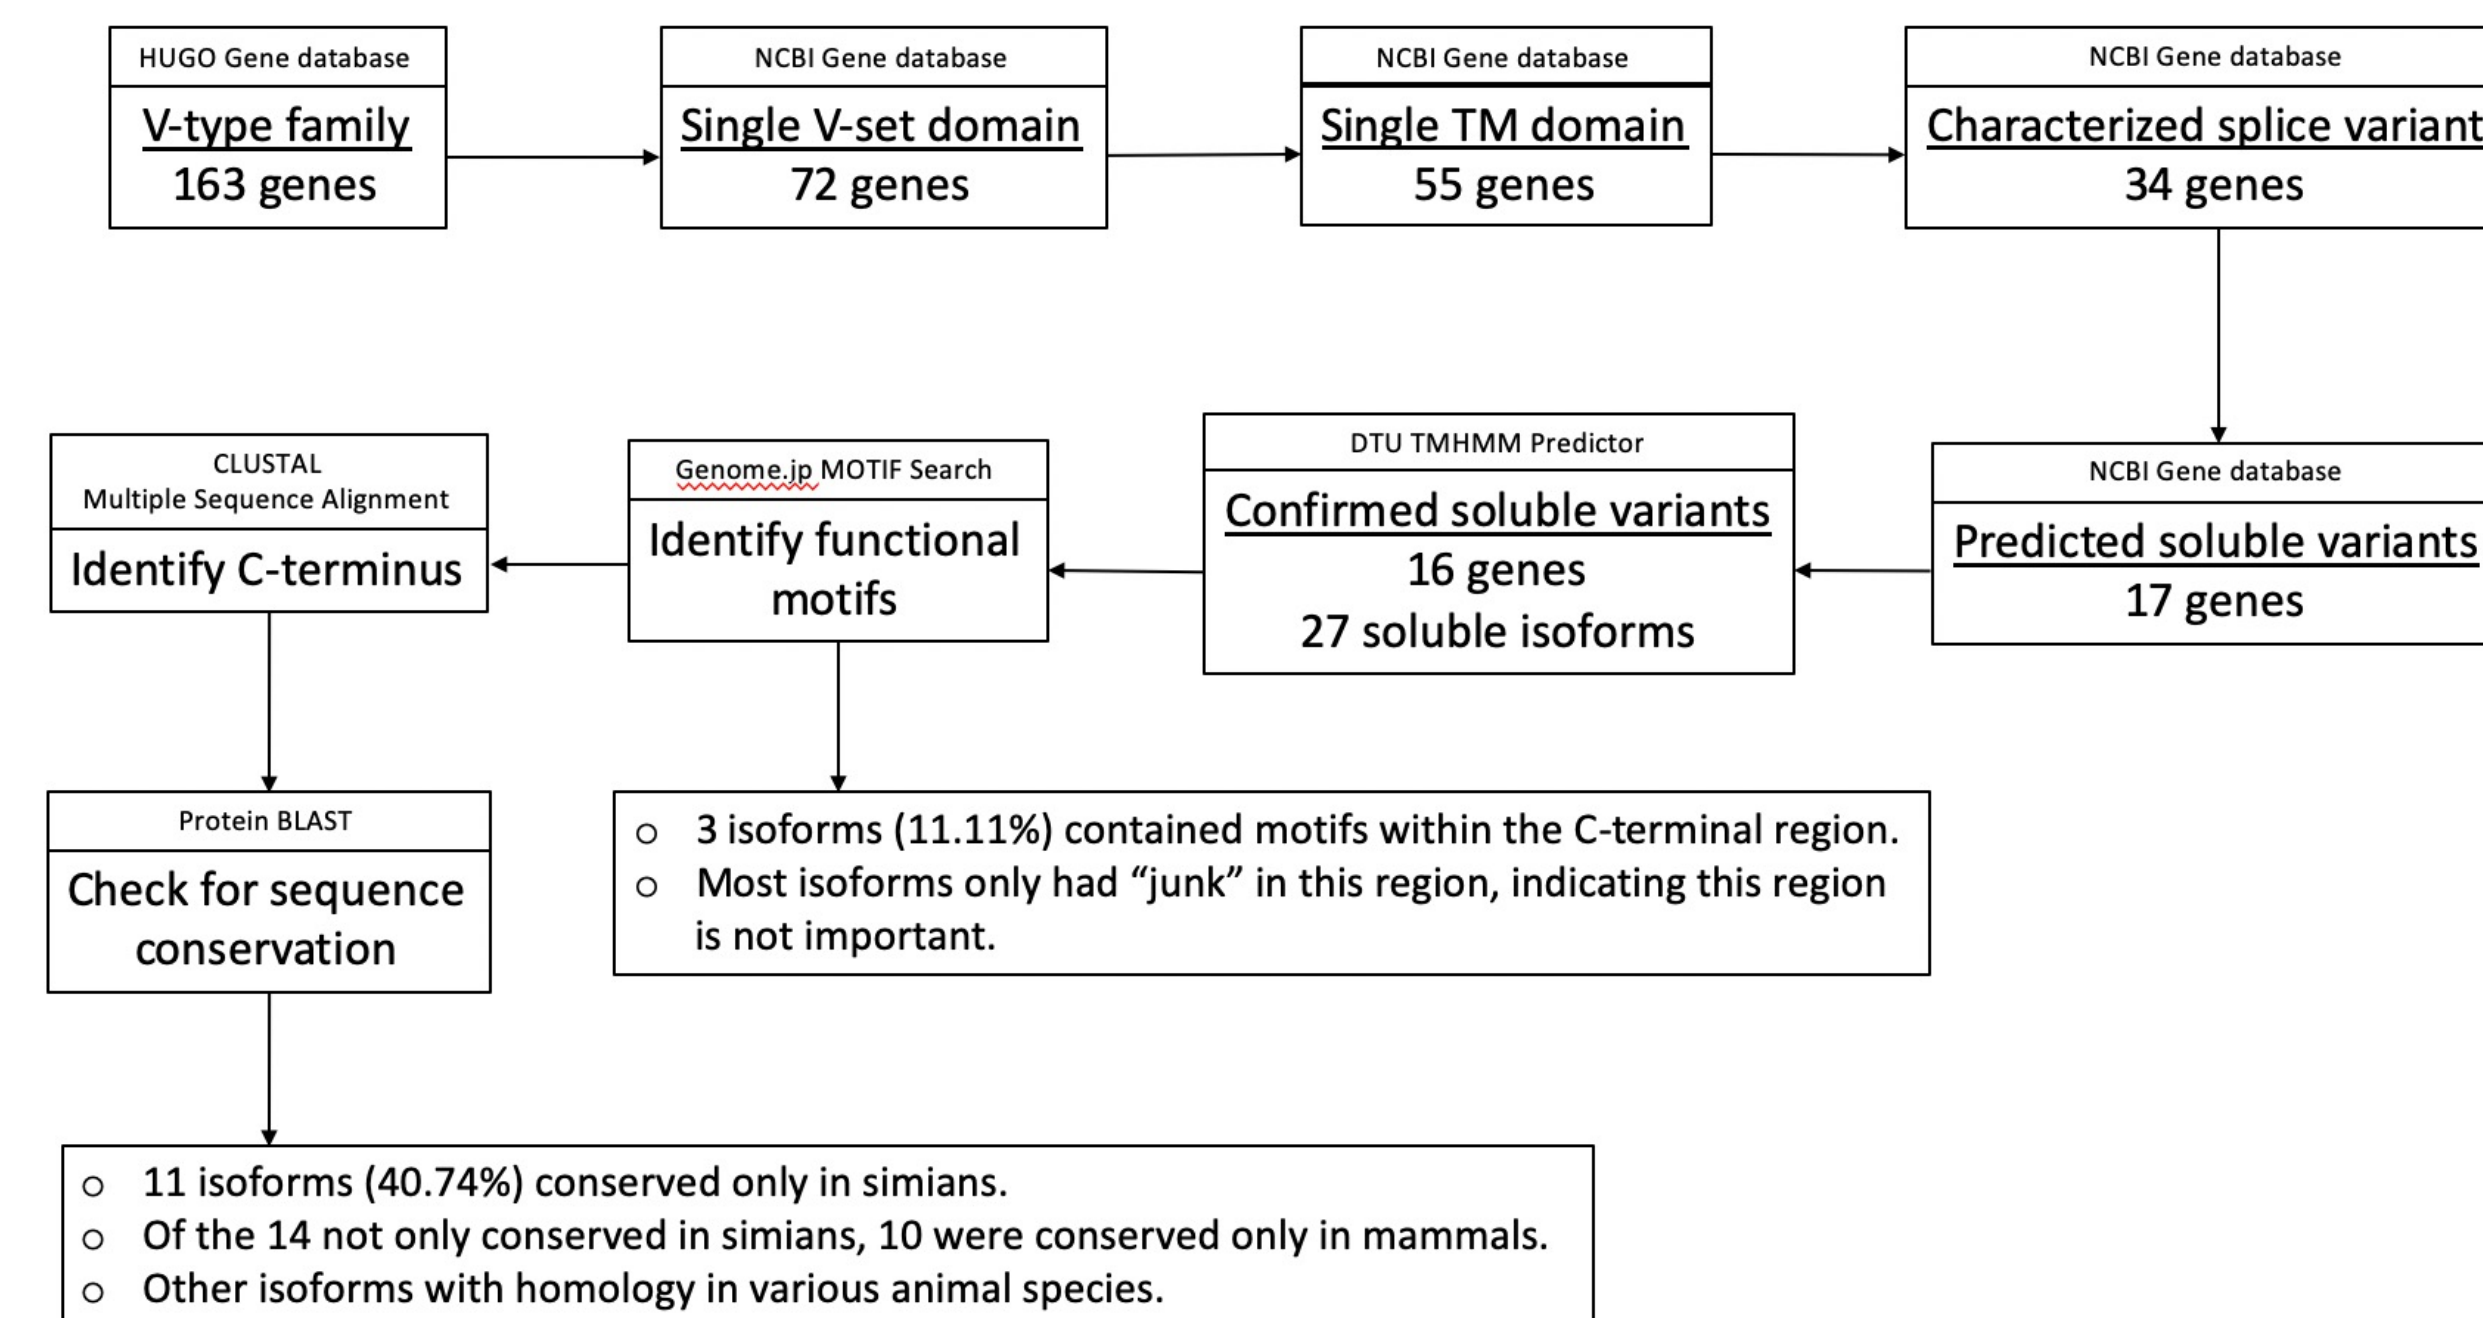 HUGO Gene database
V-type family
163 genes
NCBI Gene database
Single V-set domain
72 genes
NCBI Gene database
Single TM domain
55 genes
NCBI Gene database
Characterized splice variant
34 genes
NCBI Gene database
Predicted soluble variants
17 genes
DTU TMHMM Predictor
Confirmed soluble variants
16 genes
27 soluble isoforms
Genome.jp MOTIF Search
Identify functional
motifs
CLUSTAL
Multiple Sequence Alignment
Identify C-terminus
Protein BLAST
Check for sequence
conservation
○ 3 isoforms (11.11%) contained motifs within the C-terminal region.
○ Most isoforms only had “junk” in this region, indicating this region
is not important.
○ 11 isoforms (40.74%) conserved only in simians.
○ Of the 14 not only conserved in simians, 10 were conserved only in mammals.
○ Other isoforms with homology in various animal species.